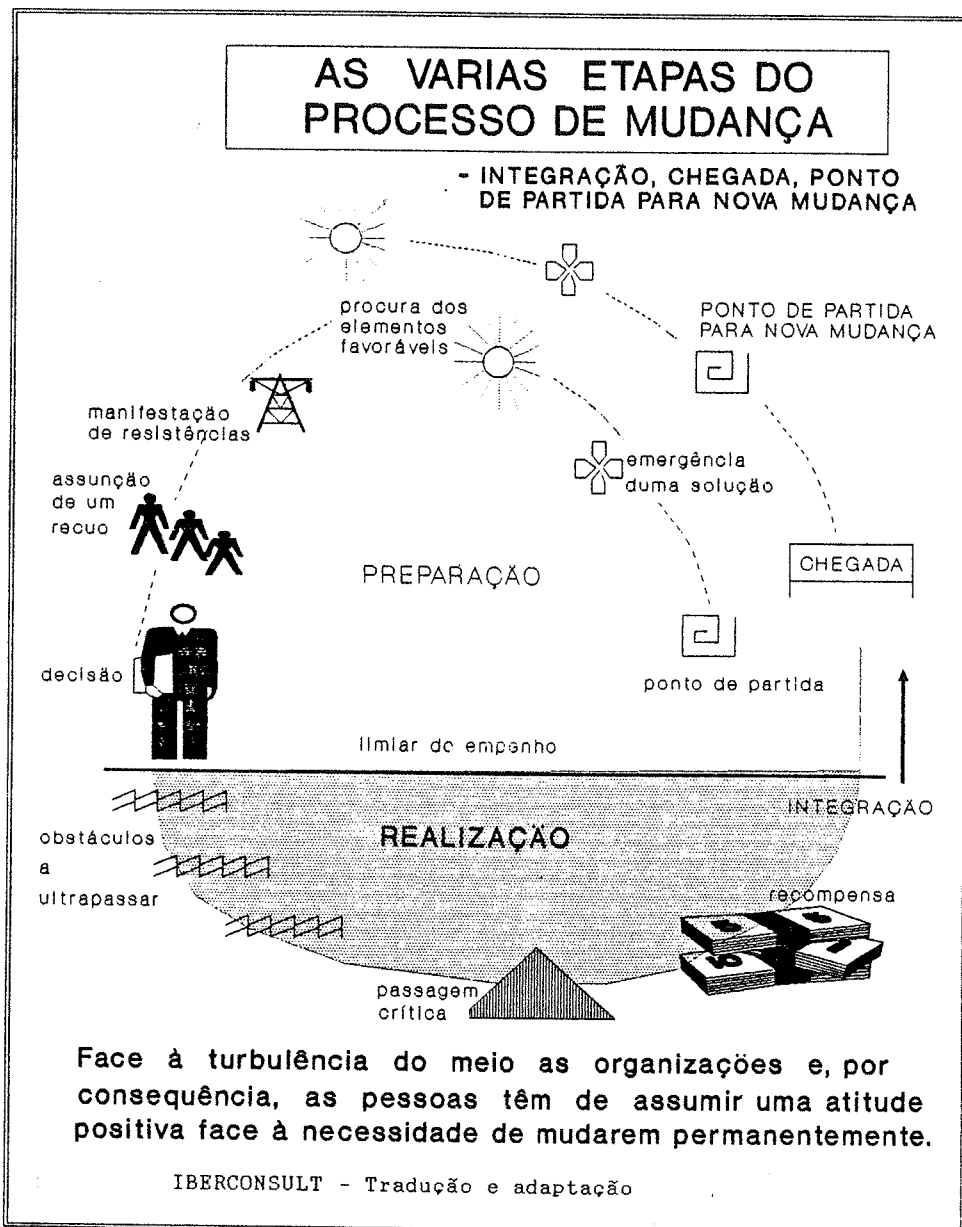 AS VARIAS ETAPAS DO
PROCESSO DE MUDANÇA
- INTEGRAÇÃO, CHEGADA, PONTO
DE PARTIDA PARA NOVA MUDANÇA
procura dos
elementos
favoráveis
PONTO DE PARTIDA
PARA NOVA MUDANÇA
manifestação
de resistências
assunção
de um
recuo
emergência
duma solução
CHEGADA
PREPARAÇÃO
decisão
ponto de partida
limiar do empenho
INTEGRAÇÃO
REALIZAÇÃO
obstáculos
a
ultrapassar
recompensa
passagem
crítica
Face à turbulência do meio as organizações e, por
consequência, as pessoas têm de assumir uma atitude
positiva face à necessidade de mudarem permanentemente.
IBERCONSULT - Tradução e adaptação